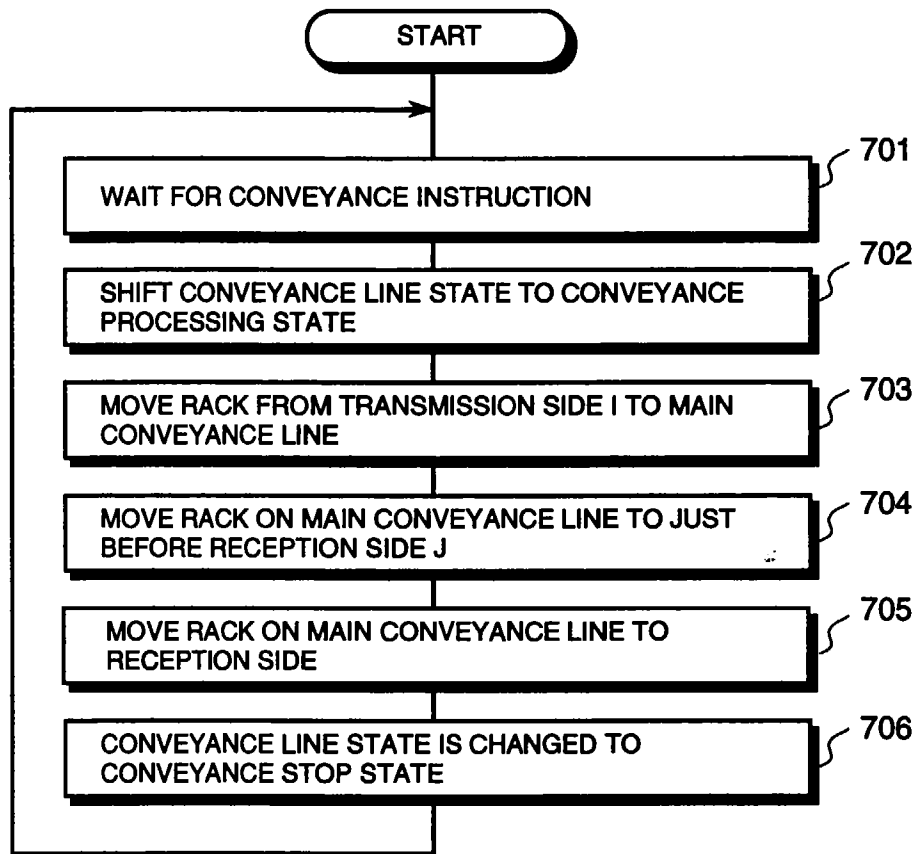 START
701
WAIT FOR CONVEYANCE INSTRUCTION
702
SHIFT CONVEYANCE LINE STATE TO CONVEYANCE
PROCESSING STATE
703
MOVE RACK FROM TRANSMISSION SIDE I TO MAIN
CONVEYANCE LINE
704
MOVE RACK ON MAIN CONVEYANCE LINE TO JUST
BEFORE RECEPTION SIDE J
705
MOVE RACK ON MAIN CONVEYANCE LINE TO
RECEPTION SIDE
706
CONVEYANCE LINE STATE IS CHANGED TO
CONVEYANCE STOP STATE